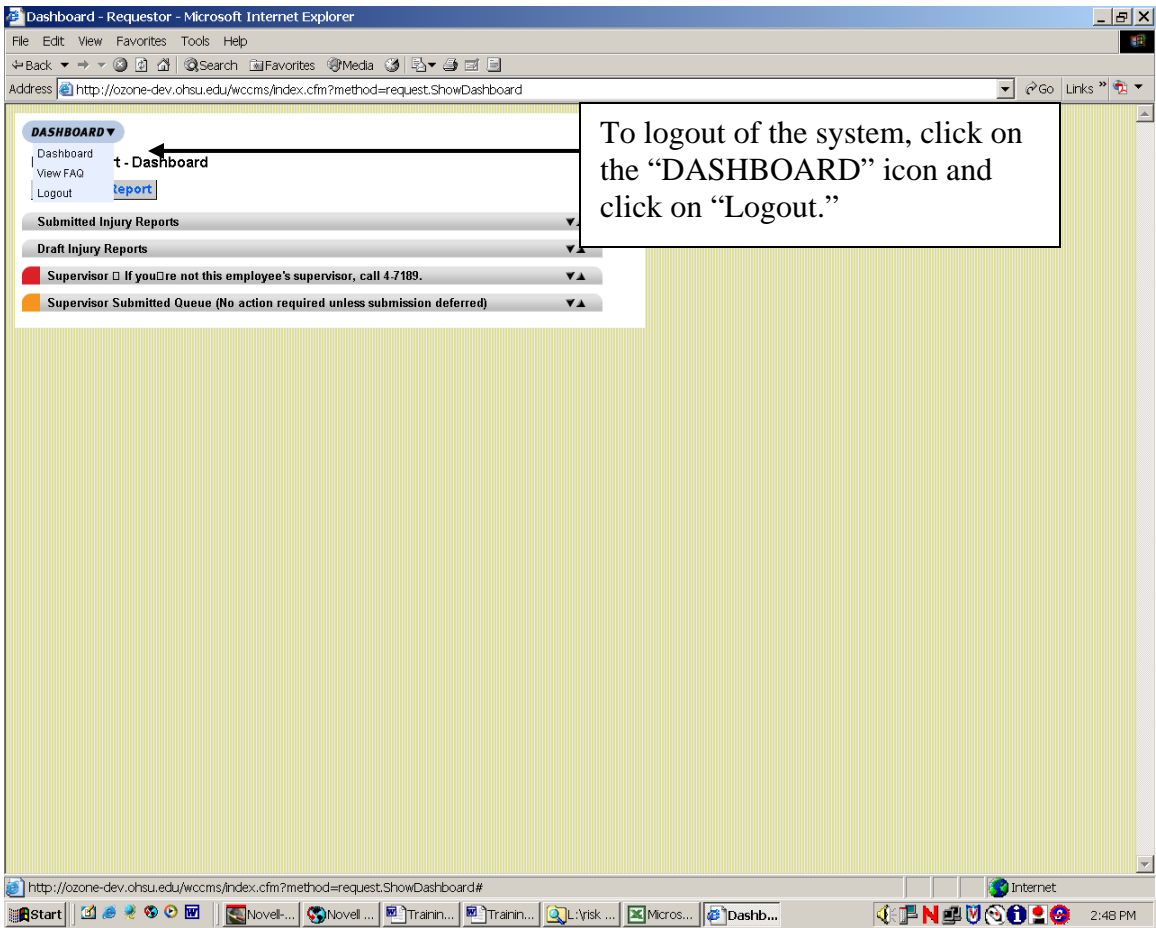 Dashboard - Requestor - Microsoft Internet Explorer
File Edit View Favorites Tools Help
Back Search Favorites Media
Address http://ozone-dev.ohsu.edu/wccms/index.cfm?method=request.ShowDashboard Go Links »
DASHBOARD
Dashboard
View FAQ
Logout
t - Dashboard
Report
To logout of the system, click on
the “DASHBOARD” icon and
click on “Logout.”
Submitted Injury Reports
Draft Injury Reports
Supervisor □ If you□re not this employee's supervisor, call 4-7189.
Supervisor Submitted Queue (No action required unless submission deferred)
http://ozone-dev.ohsu.edu/wccms/index.cfm?method=request.ShowDashboard#
Internet
Start Novell-... Novell ... Trainin... Trainin... L:\risk ... Micros... Dashb... 2:48 PM